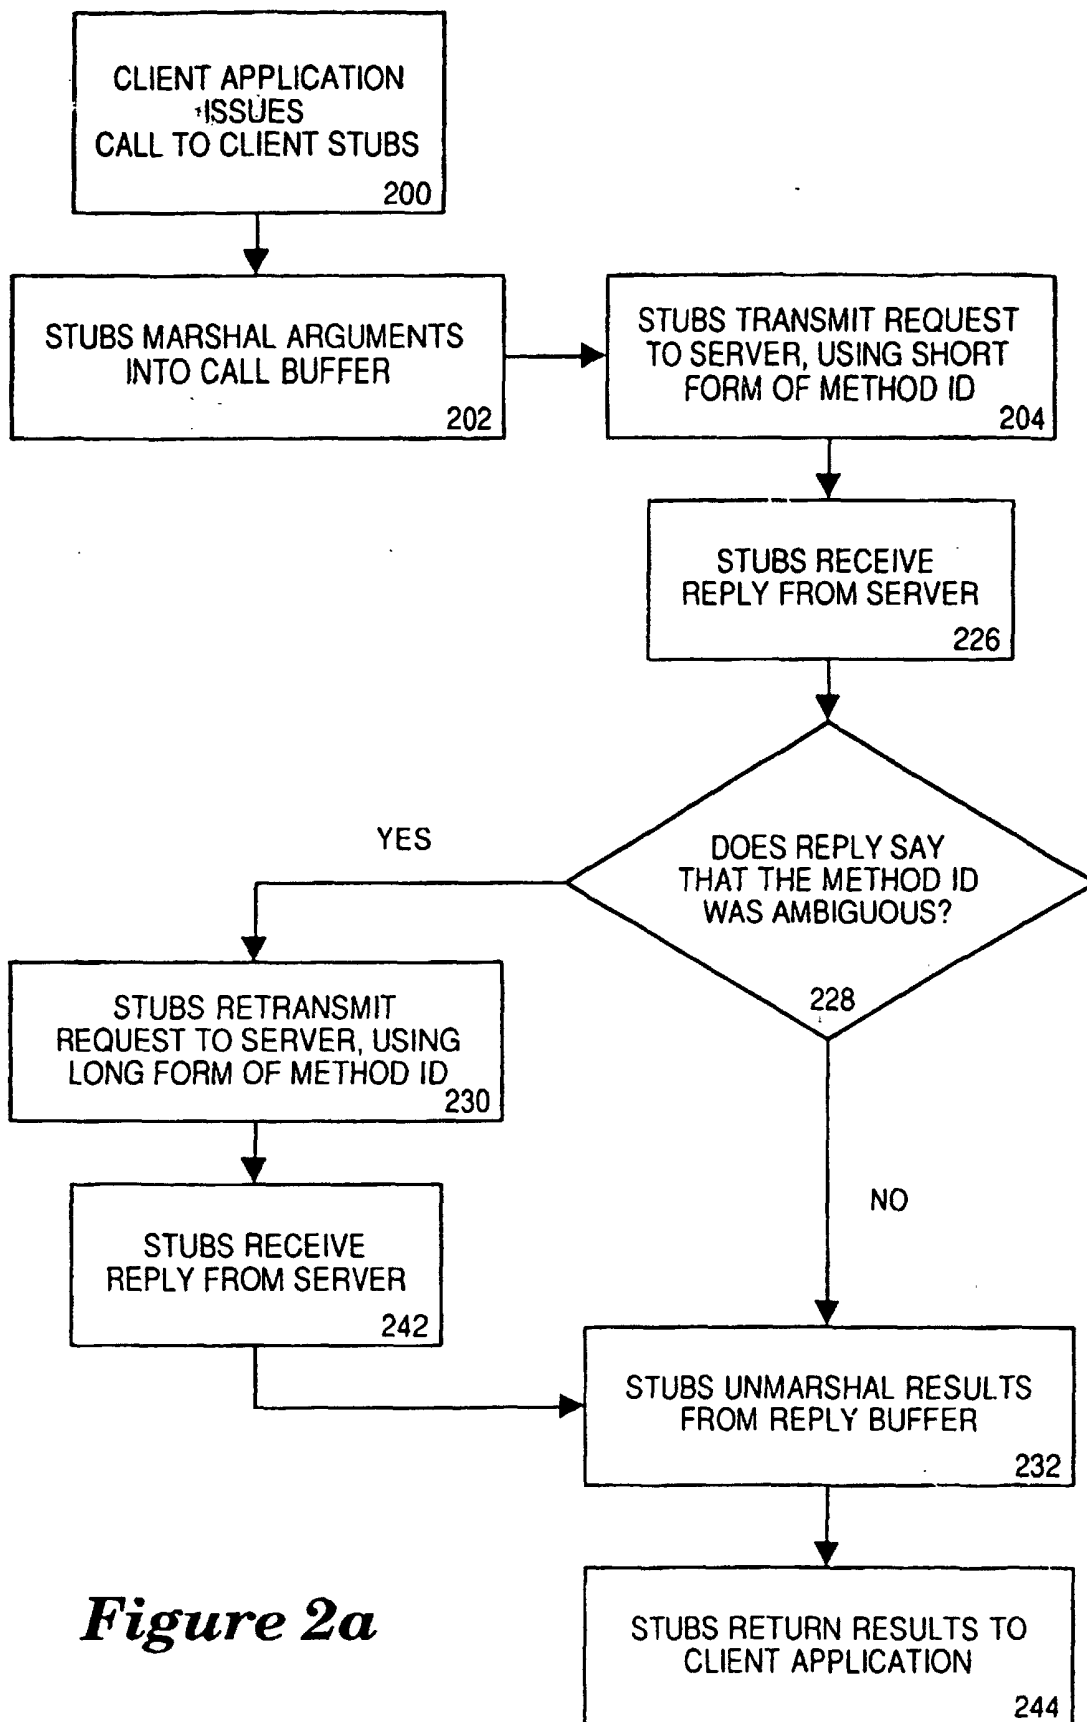 CLIENT APPLICATION
ISSUES
CALL TO CLIENT STUBS
200
STUBS MARSHAL ARGUMENTS
INTO CALL BUFFER
202
STUBS TRANSMIT REQUEST
TO SERVER, USING SHORT
FORM OF METHOD ID
204
STUBS RECEIVE
REPLY FROM SERVER
226
DOES REPLY SAY
THAT THE METHOD ID
WAS AMBIGUOUS?
228
YES
STUBS RETRANSMIT
REQUEST TO SERVER, USING
LONG FORM OF METHOD ID
230
STUBS RECEIVE
REPLY FROM SERVER
242
NO
STUBS UNMARSHAL RESULTS
FROM REPLY BUFFER
232
STUBS RETURN RESULTS TO
CLIENT APPLICATION
244
Figure 2a